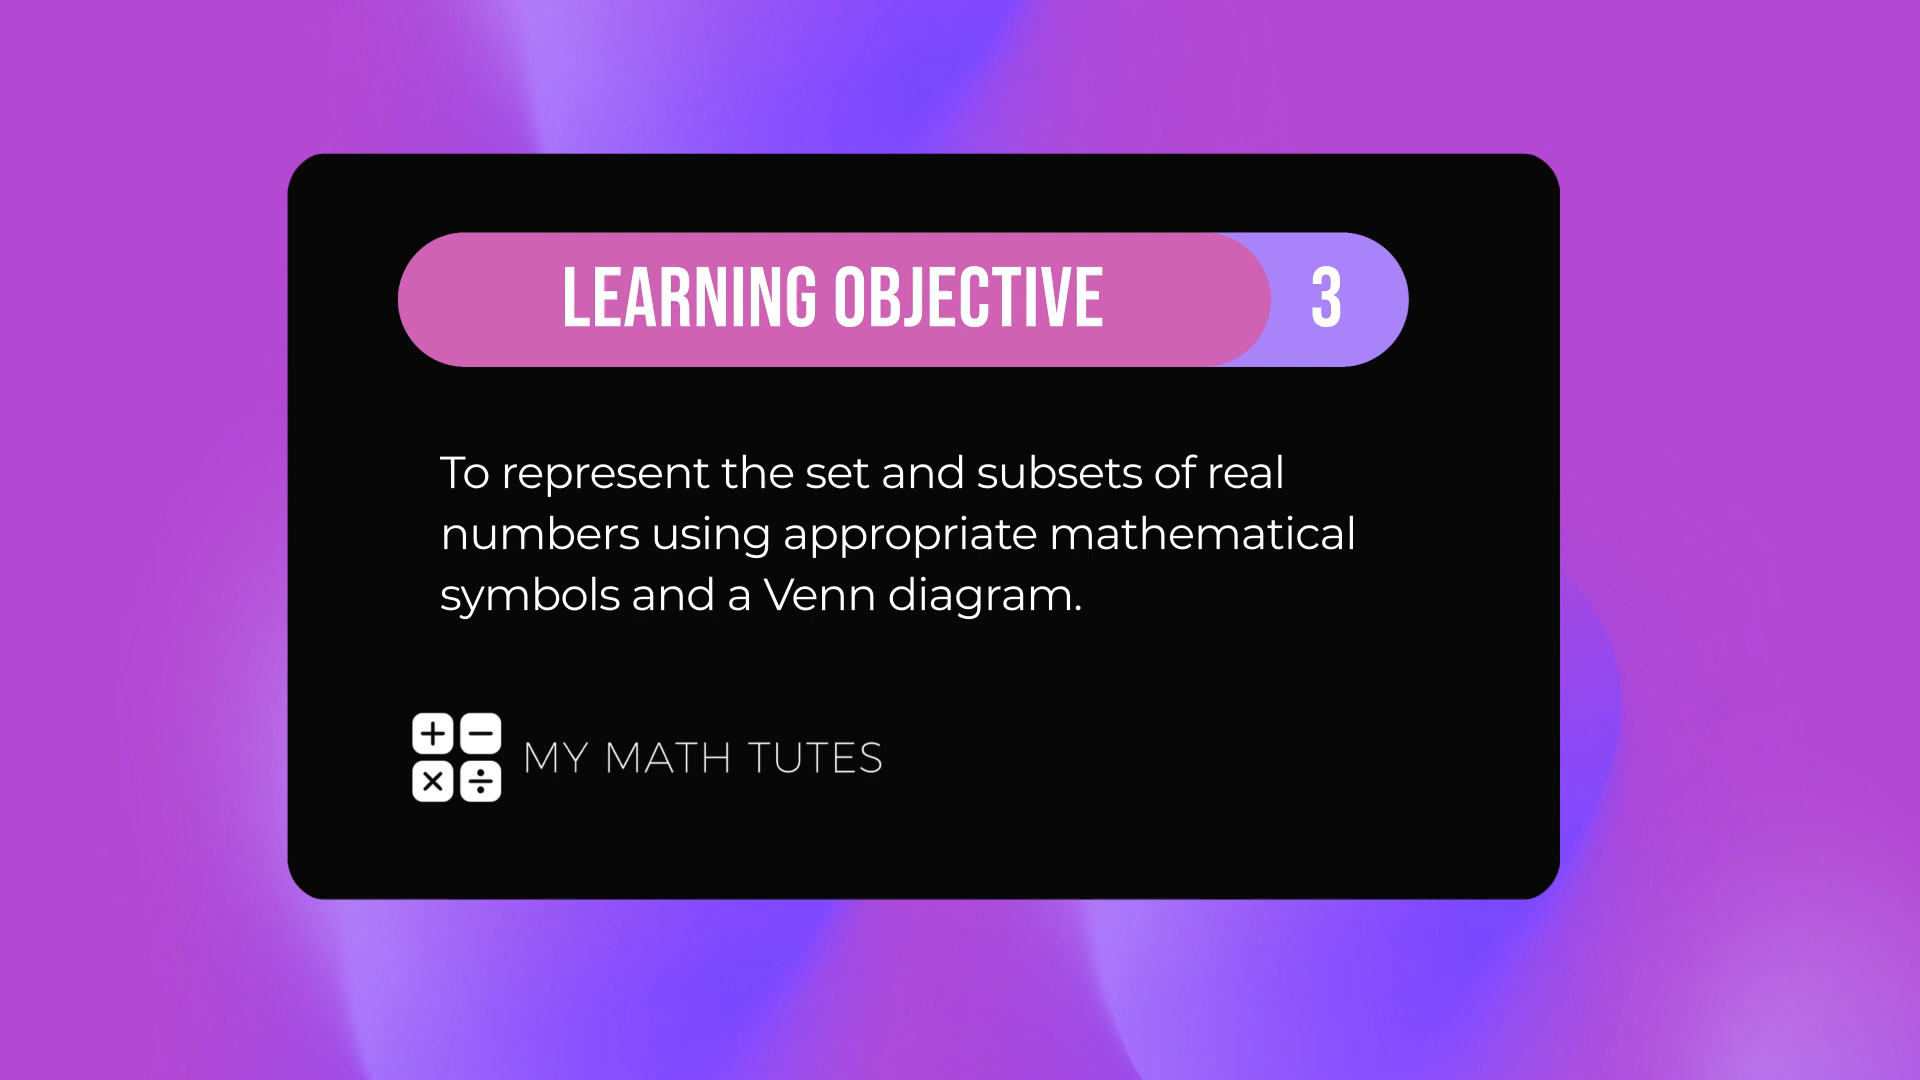 LEARNING OBJECTIVE 3
To represent the set and subsets of real
numbers using appropriate mathematical
symbols and a Venn diagram.
+ −
× ÷
MY MATH TUTES